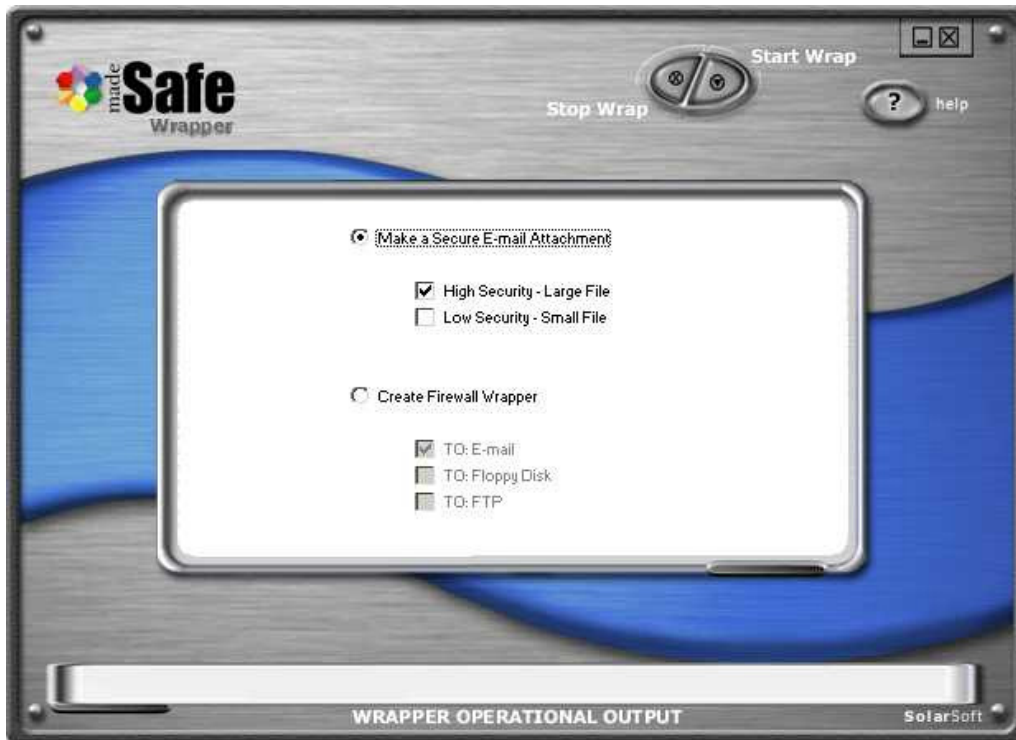 made Safe
Wrapper
Start Wrap
Stop Wrap
? help
Make a Secure E-mail Attachment
High Security - Large File
Low Security - Small File
Create Firewall Wrapper
TO: E-mail
TO: Floppy Disk
TO: FTP
WRAPPER OPERATIONAL OUTPUT
SolarSoft